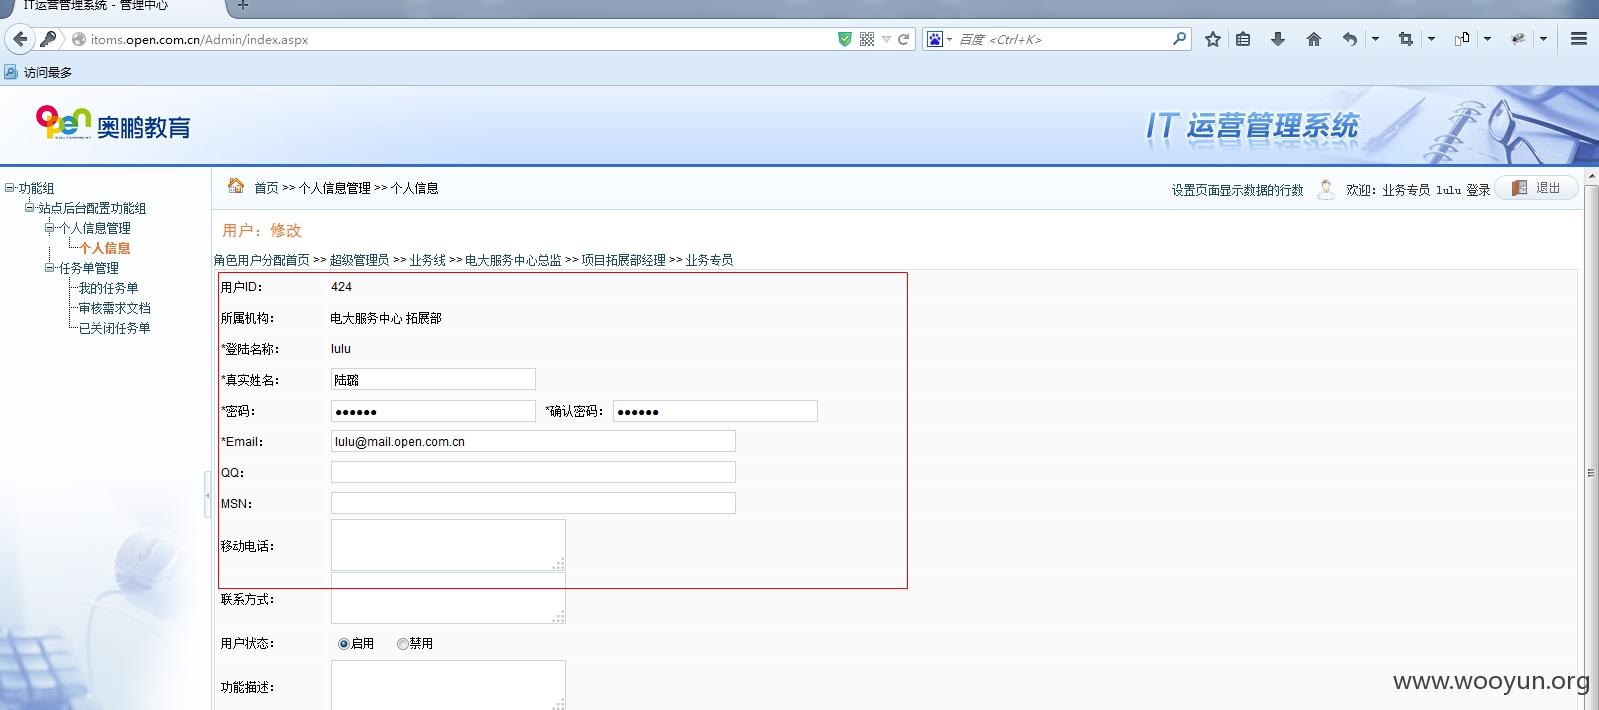 IT运营管理系统 - 管理中心
itoms.open.com.cn/Admin/index.aspx
百度 <Ctrl+K>
访问最多
open 奥鹏教育
IT 运营管理系统
功能组
站点后台配置功能组
个人信息管理
个人信息
任务单管理
我的任务单
审核需求文档
已关闭任务单
首页 >> 个人信息管理 >> 个人信息
设置页面显示数据的行数
欢迎: 业务专员 lulu 登录
退出
用户: 修改
角色用户分配首页 >> 超级管理员 >> 业务线 >> 电大服务中心总监 >> 项目拓展部经理 >> 业务专员
用户ID: 424
所属机构: 电大服务中心 拓展部
*登陆名称: lulu
*真实姓名: 陆璐
*密码: ●●●●●● *确认密码: ●●●●●●
*Email: lulu@mail.open.com.cn
QQ:
MSN:
移动电话:
联系方式:
用户状态: 启用 禁用
功能描述:
www.wooyun.org